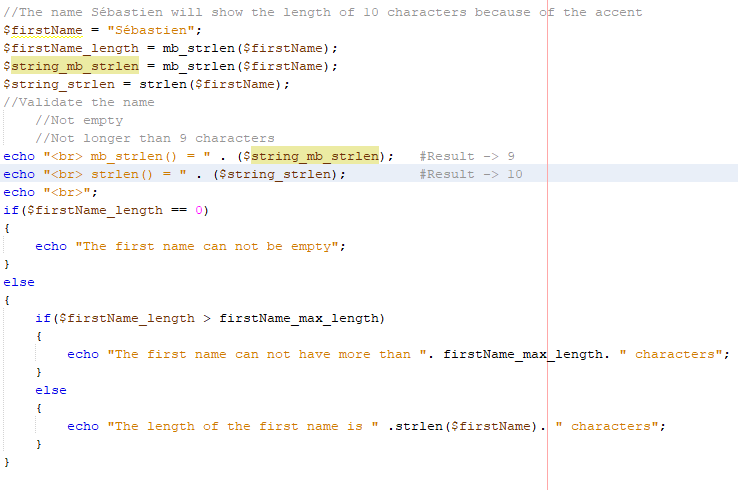 //The name Sébastien will show the length of 10 characters because of the accent
$firstName = "Sébastien";
$firstName_length = mb_strlen($firstName);
$string_mb_strlen = mb_strlen($firstName);
$string_strlen = strlen($firstName);
//Validate the name
    //Not empty
    //Not longer than 9 characters
echo "<br> mb_strlen() = " . ($string_mb_strlen);   #Result -> 9
echo "<br> strlen() = " . ($string_strlen);         #Result -> 10
echo "<br>";
if($firstName_length == 0)
{
    echo "The first name can not be empty";
}
else
{
    if($firstName_length > firstName_max_length)
    {
        echo "The first name can not have more than ". firstName_max_length. " characters";
    }
    else
    {
        echo "The length of the first name is " .strlen($firstName). " characters";
    }
}